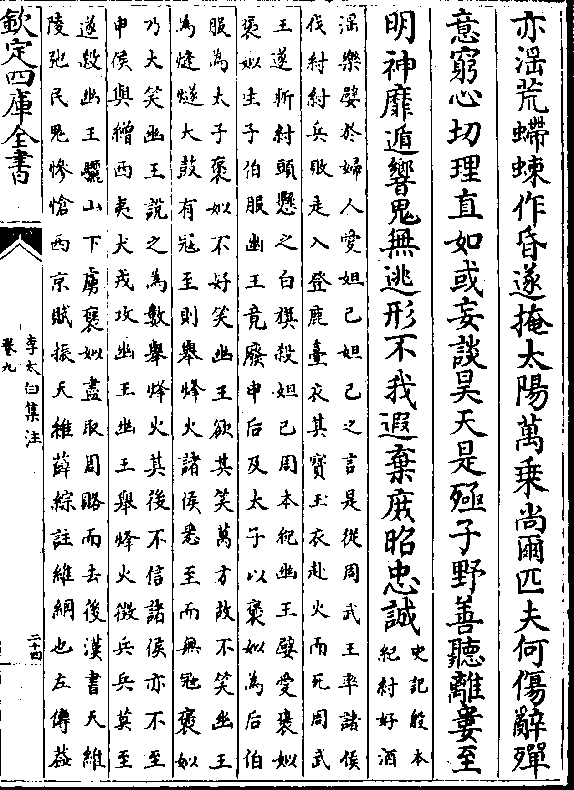 亦滛荒螮蝀作昏遂掩太陽萬乗尚爾匹夫何傷辭殫
意窮心切理直如或妄談昊天是殛子野善聽離婁至
明神靡遁響鬼無逃形不我遐棄庶昭忠誠
史記殷本
紀紂好酒
滛樂嬖於婦人愛妲己妲己之言是從周武王率諸侯
伐紂紂兵敗走入登鹿臺衣其寳玉衣赴火而死周武
王遂斬紂頭懸之白旗殺妲己周本紀幽王嬖愛褒姒
褒姒生子伯服幽王竟廢申后及太子以褒姒為后伯
服為太子褒姒不好笑幽王欲其笑萬方故不笑幽王
為㷭燧大鼓有寇至則舉烽火諸侯悉至而無寇褒姒
乃大笑幽王說之為數舉烽火其後不信諸侯亦不至
申侯與繒西夷犬戎攻幽王幽王舉烽火徵兵兵莫至
遂殺幽王驪山下虜褒姒盡取周賂而去後漢書天維
陵弛民鬼慘愴西京賦振天維薛綜註維綱也左傳葢
欽定四庫全書
李太白集注
卷九
二十四